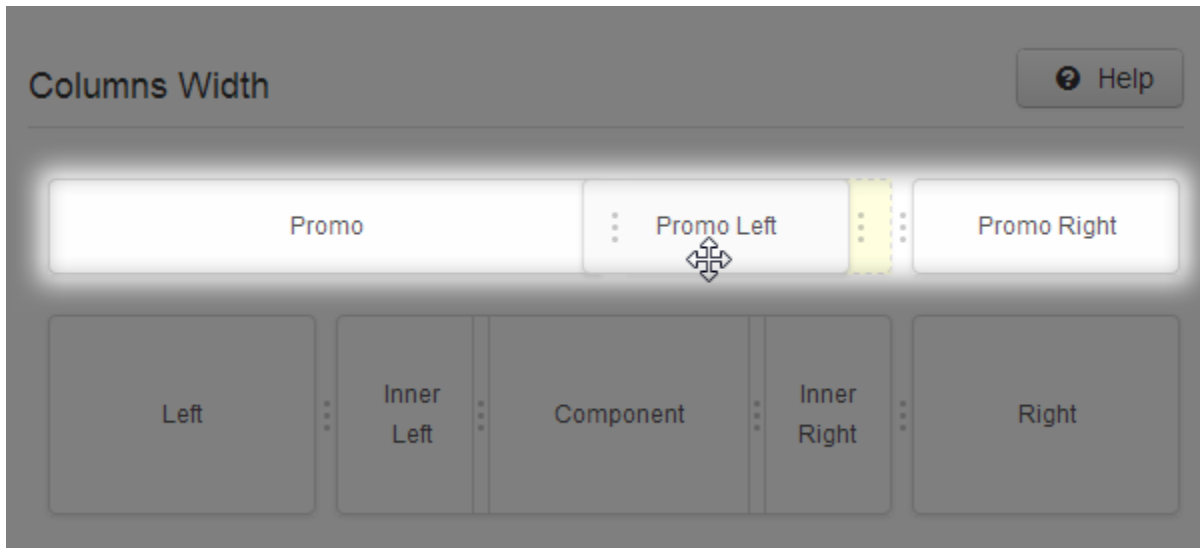 Columns Width
Help
Promo
Promo Left
Promo Right
Left
Inner
Left
Component
Inner
Right
Right